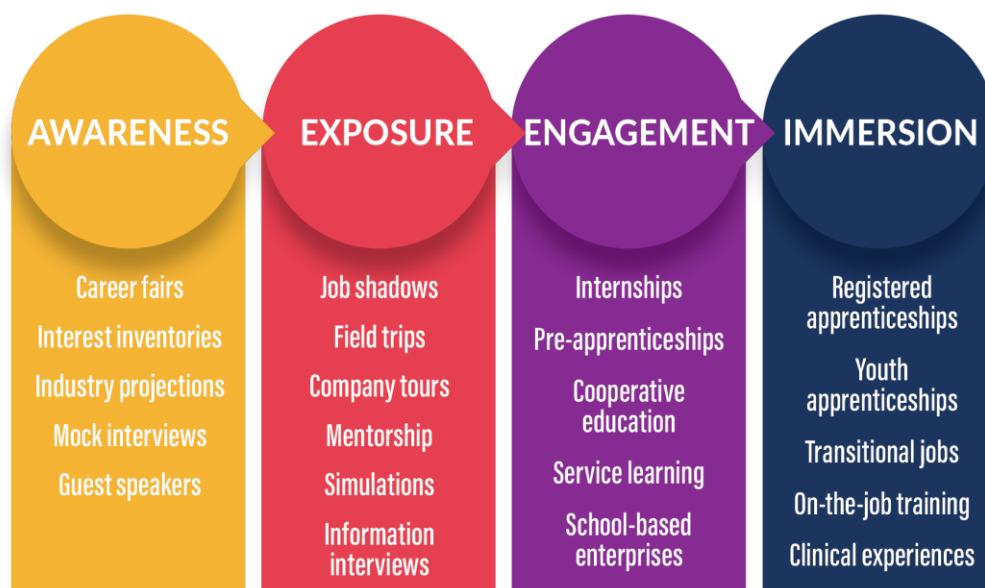 AWARENESS
Career fairs
Interest inventories
Industry projections
Mock interviews
Guest speakers
EXPOSURE
Job shadows
Field trips
Company tours
Mentorship
Simulations
Information
interviews
ENGAGEMENT
Internships
Pre-apprenticeships
Cooperative
education
Service learning
School-based
enterprises
IMMERSION
Registered
apprenticeships
Youth
apprenticeships
Transitional jobs
On-the-job training
Clinical experiences